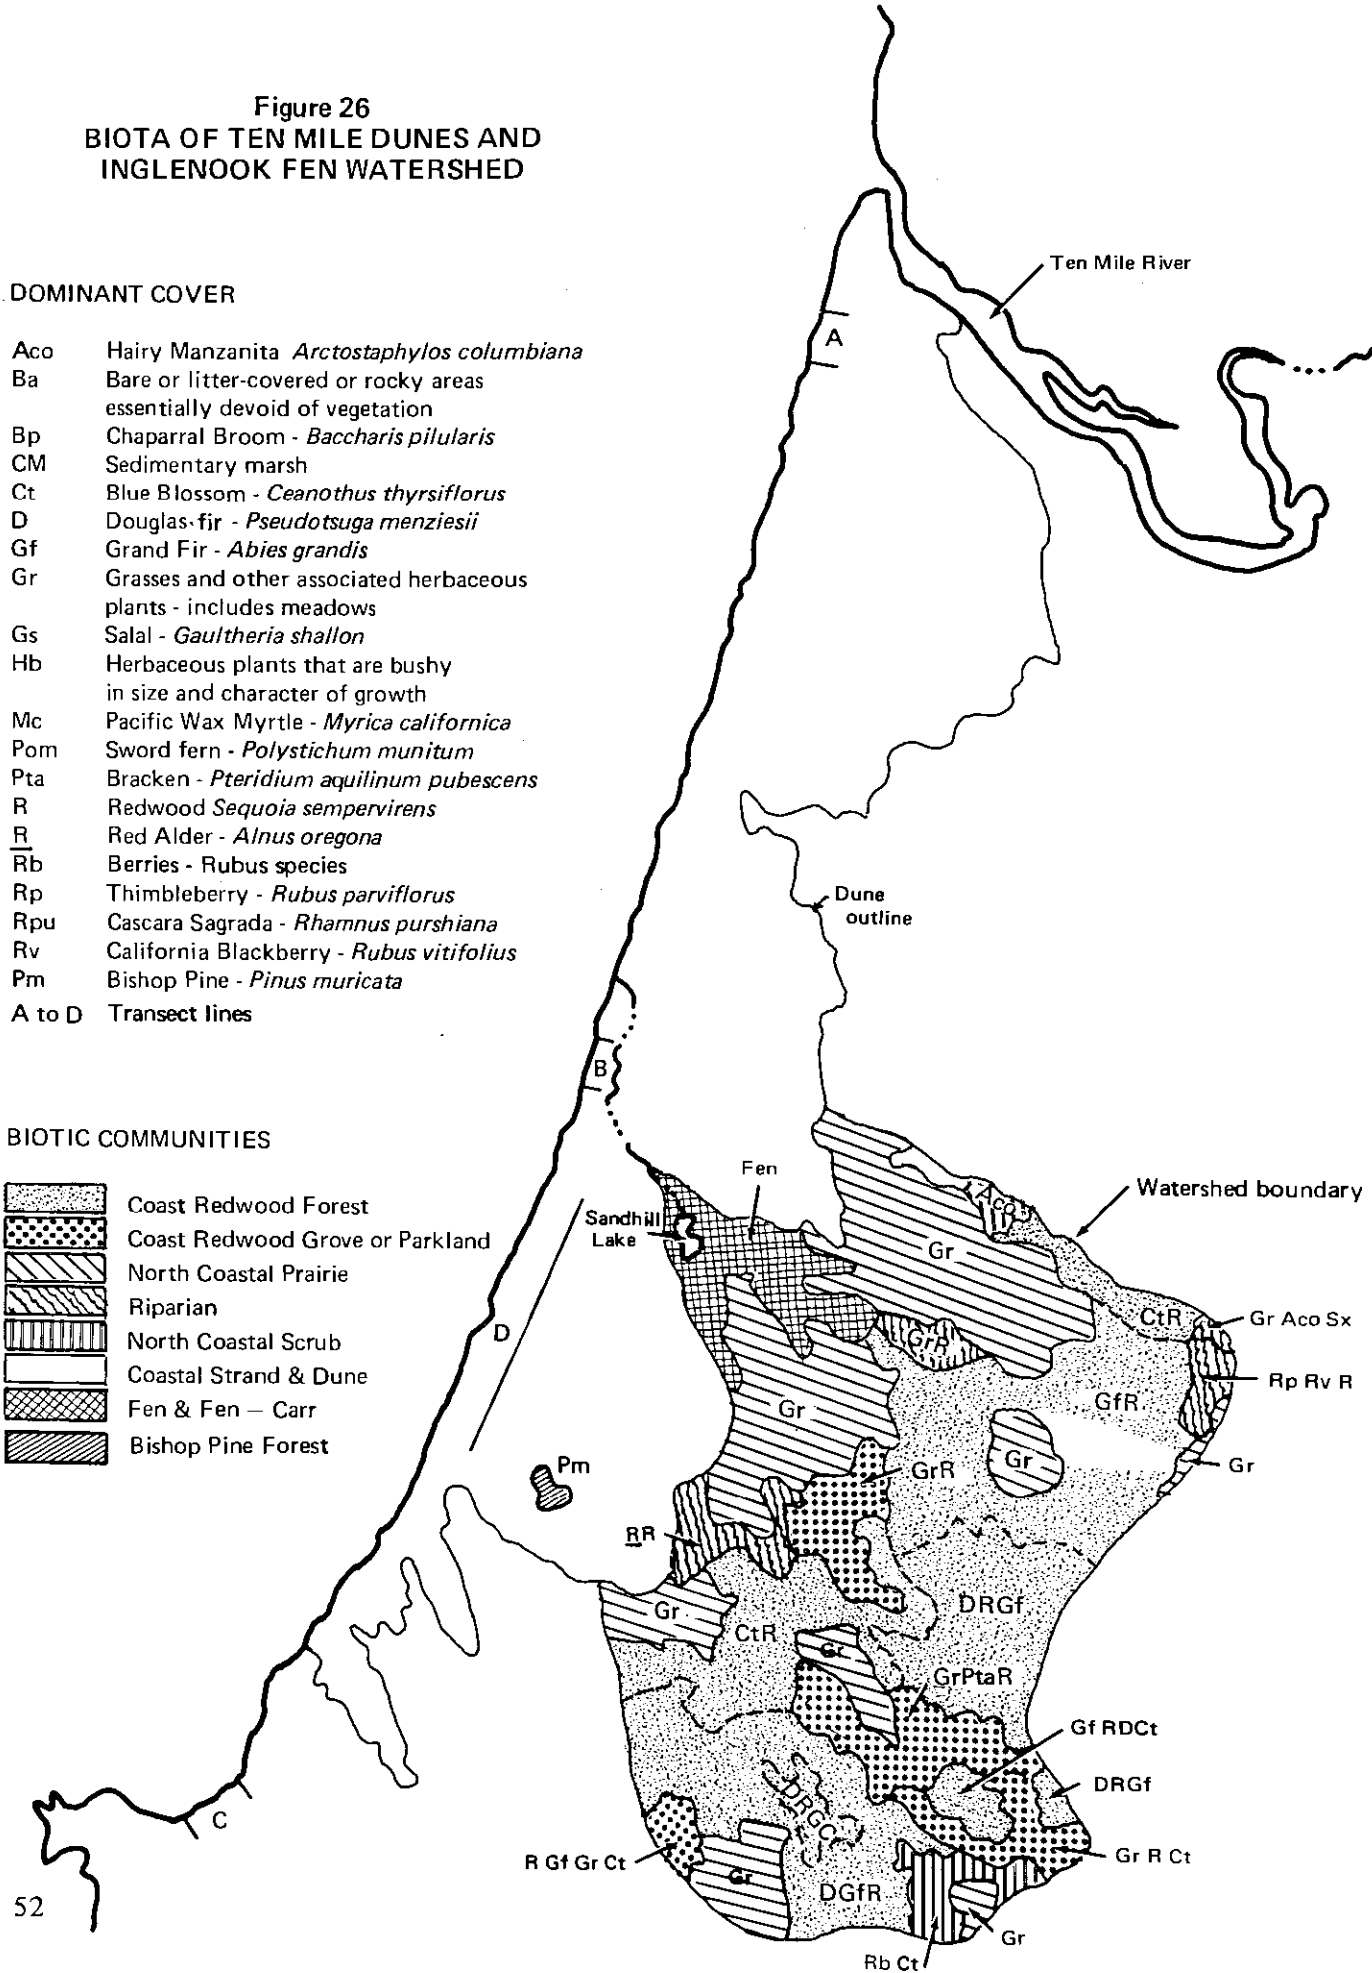 Figure 26
BIOTA OF TEN MILE DUNES AND
INGLENOOK FEN WATERSHED
DOMINANT COVER
Aco Hairy Manzanita Arctostaphylos columbiana
Ba Bare or litter-covered or rocky areas
essentially devoid of vegetation
Bp Chaparral Broom - Baccharis pilularis
CM Sedimentary marsh
Ct Blue Blossom - Ceanothus thyrsiflorus
D Douglas-fir - Pseudotsuga menziesii
Gf Grand Fir - Abies grandis
Gr Grasses and other associated herbaceous
plants - includes meadows
Gs Salal - Gaultheria shallon
Hb Herbaceous plants that are bushy
in size and character of growth
Mc Pacific Wax Myrtle - Myrica californica
Pom Sword fern - Polystichum munitum
Pta Bracken - Pteridium aquilinum pubescens
R Redwood Sequoia sempervirens
R Red Alder - Alnus oregona
Rb Berries - Rubus species
Rp Thimbleberry - Rubus parviflorus
Rpu Cascara Sagrada - Rhamnus purshiana
Rv California Blackberry - Rubus vitifolius
Pm Bishop Pine - Pinus muricata
A to D Transect lines
BIOTIC COMMUNITIES
Coast Redwood Forest
Coast Redwood Grove or Parkland
North Coastal Prairie
Riparian
North Coastal Scrub
Coastal Strand & Dune
Fen & Fen – Carr
Bishop Pine Forest
Ten Mile River
A
Dune
outline
B
Fen
Sandhill
Lake
Aco
Watershed boundary
Gr
CtR
Gr Aco Sx
D
GrR
Rp Rv R
GfR
Gr
Gr
Gr
Pm
GrR
RR
DRGf
Gr
CtR
Gr
GrPtaR
Gf RDCt
DRGf
DRGC
C
R Gf Gr Ct
Gr
DGfR
Gr R Ct
Gr
Rb Ct
52